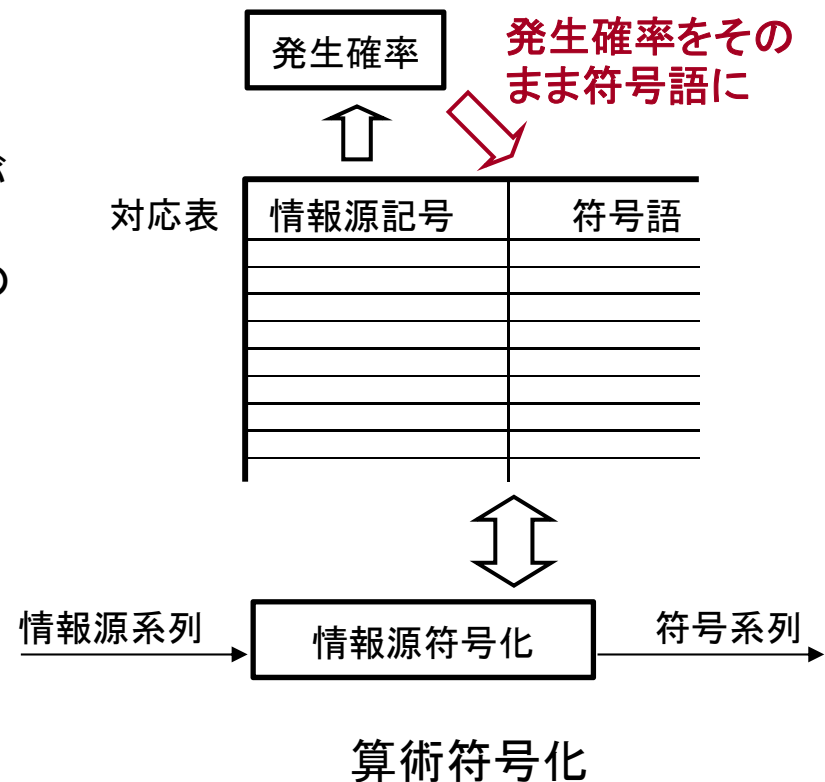 発生確率
発生確率をその
まま符号語に
が
の
対応表
情報源記号
符号語
情報源系列
情報源符号化
符号系列
算術符号化